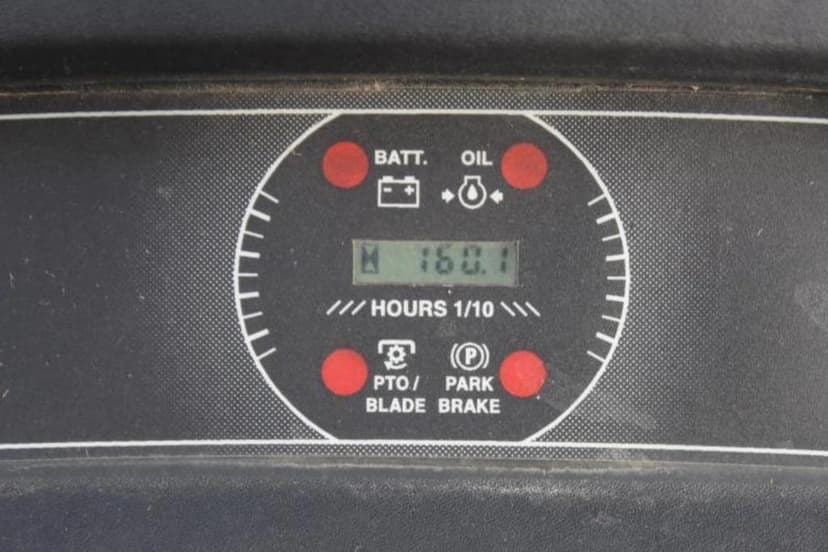 BATT. OIL
160.1
HOURS 1/10
(P)
PTO / PARK
BLADE BRAKE